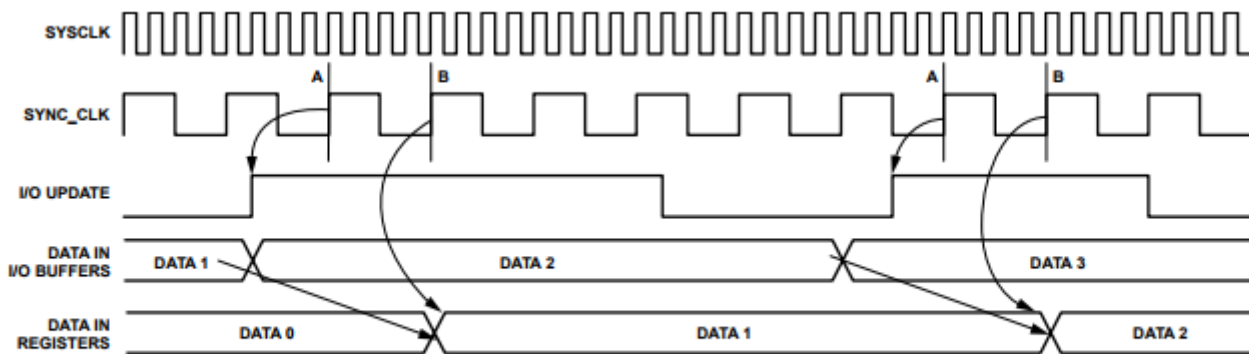 SYSCLK
A B A B
SYNC_CLK
I/O UPDATE
DATA IN
I/O BUFFERS
DATA 1 DATA 2 DATA 3
DATA IN
REGISTERS
DATA 0 DATA 1 DATA 2